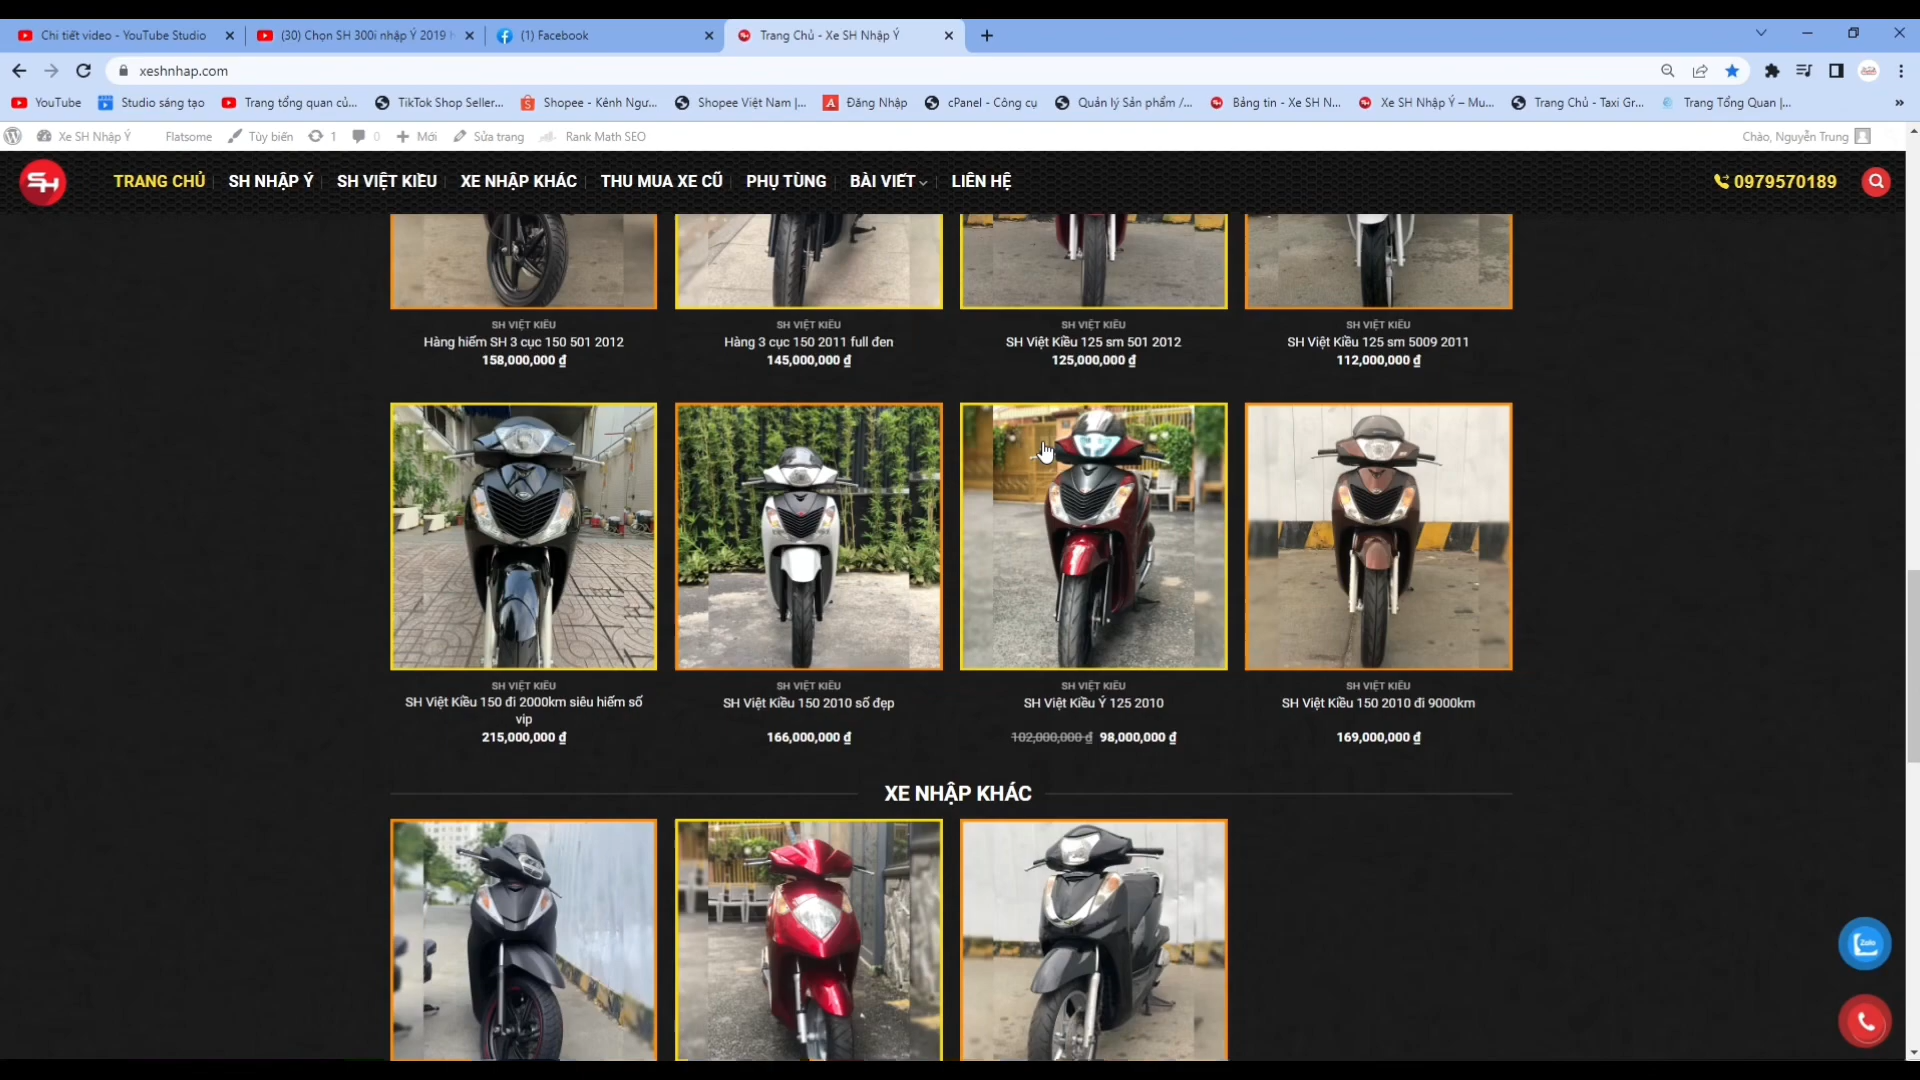 Chi tiết video - YouTube Studio
(30) Chọn SH 300i nhập Ý 2019
(1) Facebook
Trang Chủ - Xe SH Nhập Ý
xeshnhap.com
YouTube
Studio sáng tạo
Trang tổng quan củ...
TikTok Shop Seller...
Shopee - Kênh Ngư...
Shopee Việt Nam |...
Đăng Nhập
cPanel - Công cụ
Quản lý Sản phẩm /...
Bảng tin - Xe SH N...
Xe SH Nhập Ý – Mu...
Trang Chủ - Taxi Gr...
Trang Tổng Quan |...
»
Xe SH Nhập Ý
Flatsome
Tùy biến
1
0
Mới
Sửa trang
Rank Math SEO
Chào, Nguyễn Trung
SH
TRANG CHỦ
SH NHẬP Ý
SH VIỆT KIỀU
XE NHẬP KHÁC
THU MUA XE CŨ
PHỤ TÙNG
BÀI VIẾT
LIÊN HỆ
0979570189
SH VIỆT KIỀU
Hàng hiếm SH 3 cục 150 501 2012
158,000,000 ₫
SH VIỆT KIỀU
Hàng 3 cục 150 2011 full đen
145,000,000 ₫
SH VIỆT KIỀU
SH Việt Kiều 125 sm 501 2012
125,000,000 ₫
SH VIỆT KIỀU
SH Việt Kiều 125 sm 5009 2011
112,000,000 ₫
SH VIỆT KIỀU
SH Việt Kiều 150 đi 2000km siêu hiếm số
vip
215,000,000 ₫
SH VIỆT KIỀU
SH Việt Kiều 150 2010 số đẹp
166,000,000 ₫
SH VIỆT KIỀU
SH Việt Kiều Ý 125 2010
102,000,000 ₫ 98,000,000 ₫
SH VIỆT KIỀU
SH Việt Kiều 150 2010 đi 9000km
169,000,000 ₫
XE NHẬP KHÁC
Zalo